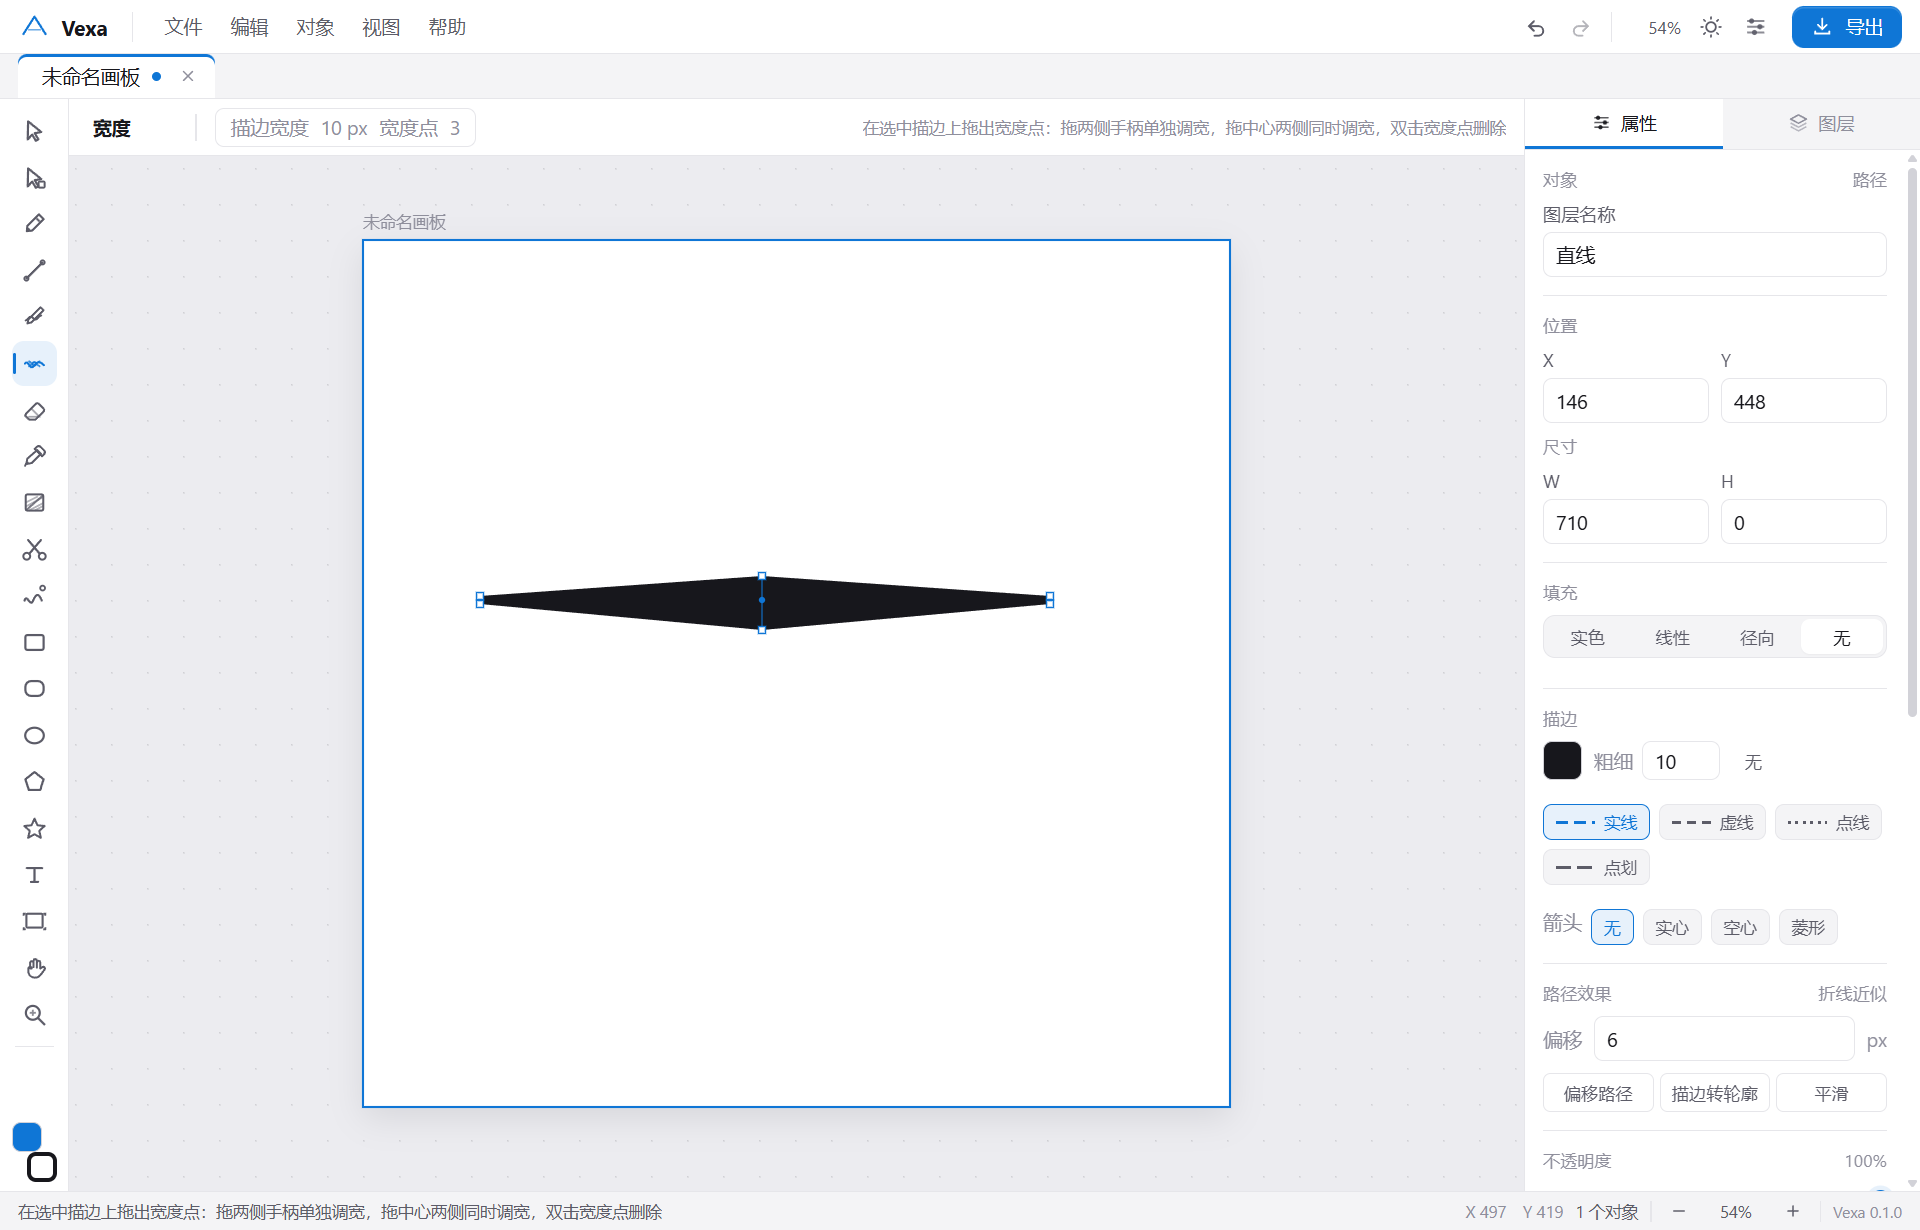 Vexa
文件 编辑 对象 视图 帮助
54%
导出
未命名画板
宽度
描边宽度 10 px 宽度点 3
在选中描边上拖出宽度点：拖两侧手柄单独调宽，拖中心两侧同时调宽，双击宽度点删除
属性
图层
未命名画板
对象 路径
图层名称
直线
位置
X Y
146 448
尺寸
W H
710 0
填充
实色 线性 径向 无
描边
粗细 10 无
实线 虚线 点线
点划
箭头 无 实心 空心 菱形
路径效果 折线近似
偏移 6 px
偏移路径 描边转轮廓 平滑
不透明度 100%
在选中描边上拖出宽度点：拖两侧手柄单独调宽，拖中心两侧同时调宽，双击宽度点删除
X 497 Y 419 1 个对象 − 54% + Vexa 0.1.0